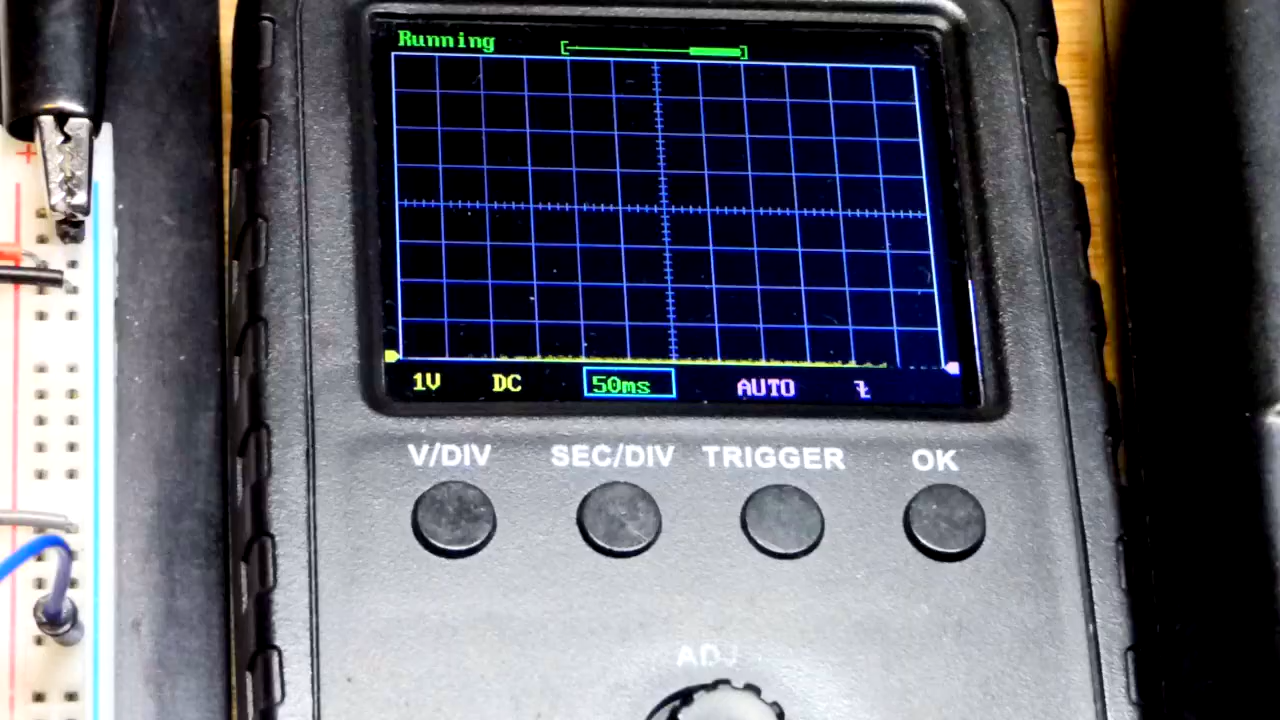 Running
1V DC 50ms AUTO
V/DIV SEC/DIV TRIGGER OK
ADJ
+